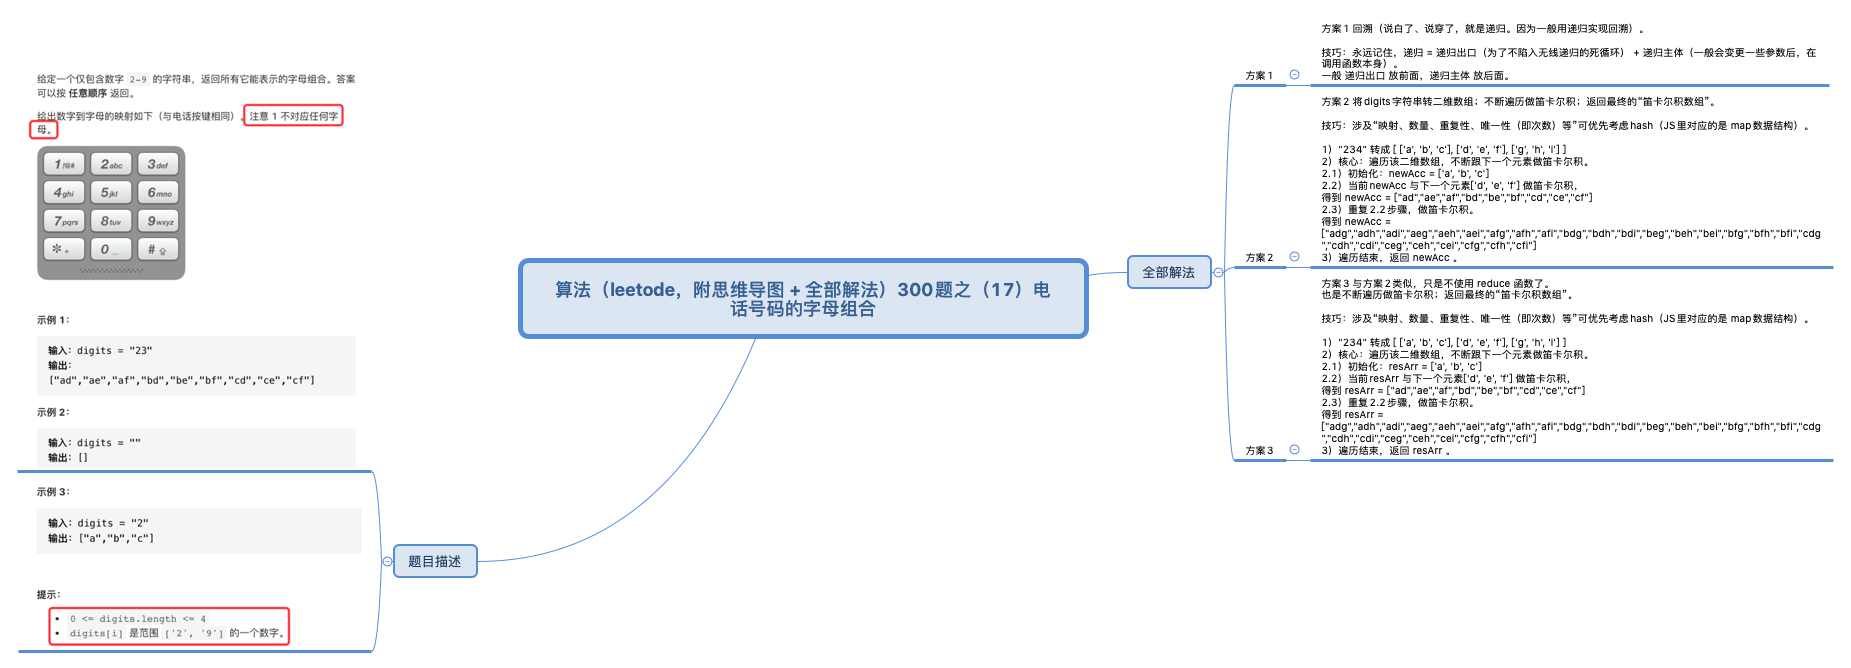 给定一个仅包含数字 2-9 的字符串，返回所有它能表示的字母组合。答案
可以按 任意顺序 返回。
给出数字到字母的映射如下（与电话按键相同）。注意 1 不对应任何字
母。
1 !@# 2 abc 3 def
4 ghi 5 jkl 6 mno
7 pqrs 8 tuv 9 wxyz
* + 0 _ # ⇧
示例 1：
输入：digits = "23"
输出：
["ad","ae","af","bd","be","bf","cd","ce","cf"]
示例 2：
输入：digits = ""
输出：[]
示例 3：
输入：digits = "2"
输出：["a","b","c"]
提示：
• 0 <= digits.length <= 4
• digits[i] 是范围 ['2', '9'] 的一个数字。
题目描述
算法（leetode，附思维导图 + 全部解法）300题之（17）电
话号码的字母组合
全部解法
方案 1
方案 1 回溯（说白了、说穿了，就是递归。因为一般用递归实现回溯）。
技巧：永远记住，递归 = 递归出口（为了不陷入无线递归的死循环） + 递归主体（一般会变更一些参数后，在
调用函数本身）。
一般 递归出口 放前面，递归主体 放后面。
方案 2
方案 2 将digits字符串转二维数组；不断遍历做笛卡尔积；返回最终的“笛卡尔积数组”。
技巧：涉及“映射、数量、重复性、唯一性（即次数）等”可优先考虑hash（JS里对应的是 map数据结构）。
1）"234" 转成 [ ['a', 'b', 'c'], ['d', 'e', 'f'], ['g', 'h', 'i'] ]
2）核心：遍历该二维数组，不断跟下一个元素做笛卡尔积。
2.1）初始化：newAcc = ['a', 'b', 'c']
2.2）当前newAcc 与下一个元素['d', 'e', 'f'] 做笛卡尔积，
得到 newAcc = ["ad","ae","af","bd","be","bf","cd","ce","cf"]
2.3）重复2.2步骤，做笛卡尔积。
得到 newAcc =
["adg","adh","adi","aeg","aeh","aei","afg","afh","afi","bdg","bdh","bdi","beg","beh","bei","bfg","bfh","bfi","cdg
","cdh","cdi","ceg","ceh","cei","cfg","cfh","cfi"]
3）遍历结束，返回 newAcc 。
方案 3
方案 3 与方案 2类似，只是不使用 reduce 函数了。
也是不断遍历做笛卡尔积；返回最终的“笛卡尔积数组”。
技巧：涉及“映射、数量、重复性、唯一性（即次数）等”可优先考虑hash（JS里对应的是 map数据结构）。
1）"234" 转成 [ ['a', 'b', 'c'], ['d', 'e', 'f'], ['g', 'h', 'i'] ]
2）核心：遍历该二维数组，不断跟下一个元素做笛卡尔积。
2.1）初始化：resArr = ['a', 'b', 'c']
2.2）当前resArr 与下一个元素['d', 'e', 'f'] 做笛卡尔积，
得到 resArr = ["ad","ae","af","bd","be","bf","cd","ce","cf"]
2.3）重复2.2步骤，做笛卡尔积。
得到 resArr =
["adg","adh","adi","aeg","aeh","aei","afg","afh","afi","bdg","bdh","bdi","beg","beh","bei","bfg","bfh","bfi","cdg
","cdh","cdi","ceg","ceh","cei","cfg","cfh","cfi"]
3）遍历结束，返回 resArr 。